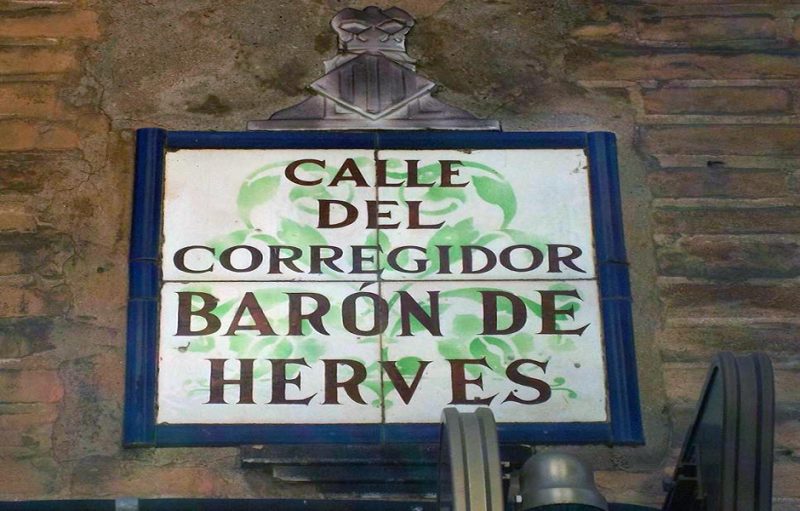 CALLE
DEL
CORREGIDOR
BARÓN DE
HERVES